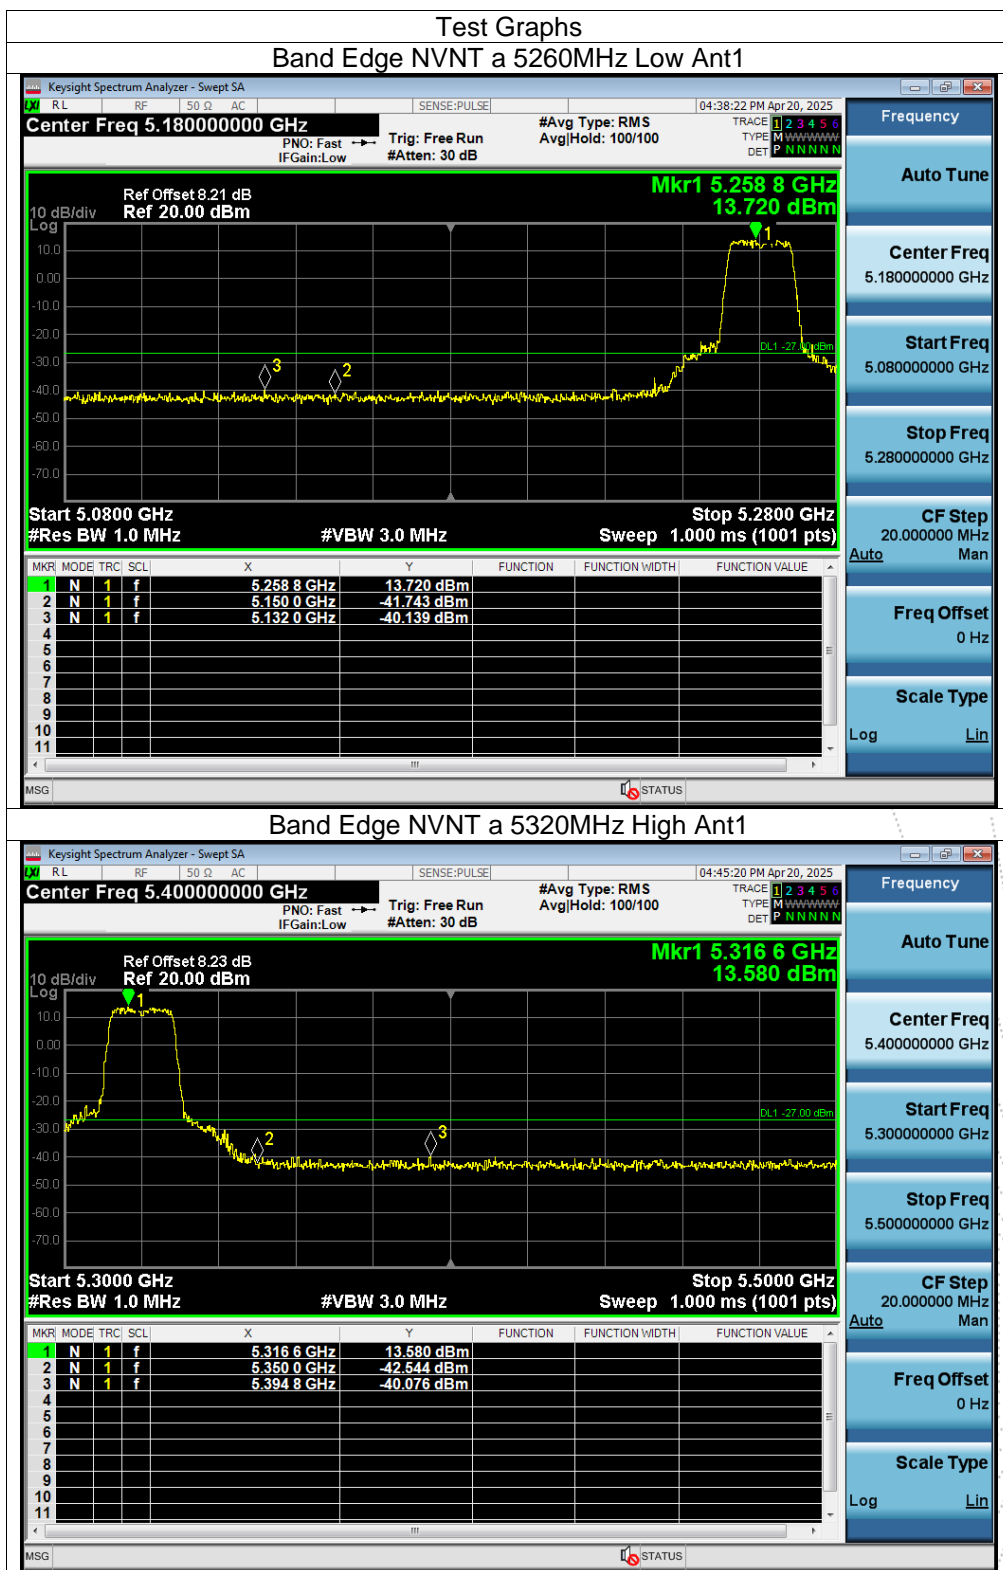 Test Graphs
Band Edge NVNT a 5260MHz Low Ant1
Keysight Spectrum Analyzer - Swept SA
LXI RL RF 50 Ω AC SENSE:PULSE 04:38:22 PM Apr 20, 2025
Center Freq 5.180000000 GHz #Avg Type: RMS TRACE 1 2 3 4 5 6
PNO: Fast Trig: Free Run Avg|Hold: 100/100 TYPE M WWWWW
IFGain:Low #Atten: 30 dB DET P N N N N N
Frequency
Auto Tune
Center Freq
5.180000000 GHz
Start Freq
5.080000000 GHz
Stop Freq
5.280000000 GHz
CF Step
20.000000 MHz
Auto Man
Freq Offset
0 Hz
Scale Type
Log Lin
Mkr1 5.258 8 GHz
Ref Offset 8.21 dB
10 dB/div Ref 20.00 dBm 13.720 dBm
Log
10.0
0.00
-10.0
-20.0
-30.0
-40.0
-50.0
-60.0
-70.0
1
DL1 -27.00 dBm
3
2
Start 5.0800 GHz Stop 5.2800 GHz
#Res BW 1.0 MHz #VBW 3.0 MHz Sweep 1.000 ms (1001 pts)
MKR MODE TRC SCL X Y FUNCTION FUNCTION WIDTH FUNCTION VALUE
1 N 1 f 5.258 8 GHz 13.720 dBm
2 N 1 f 5.150 0 GHz -41.743 dBm
3 N 1 f 5.132 0 GHz -40.139 dBm
4
5
6
7
8
9
10
11
MSG STATUS
Band Edge NVNT a 5320MHz High Ant1
Keysight Spectrum Analyzer - Swept SA
LXI RL RF 50 Ω AC SENSE:PULSE 04:45:20 PM Apr 20, 2025
Center Freq 5.400000000 GHz #Avg Type: RMS TRACE 1 2 3 4 5 6
PNO: Fast Trig: Free Run Avg|Hold: 100/100 TYPE M WWWWW
IFGain:Low #Atten: 30 dB DET P N N N N N
Frequency
Auto Tune
Center Freq
5.400000000 GHz
Start Freq
5.300000000 GHz
Stop Freq
5.500000000 GHz
CF Step
20.000000 MHz
Auto Man
Freq Offset
0 Hz
Scale Type
Log Lin
Mkr1 5.316 6 GHz
Ref Offset 8.23 dB
10 dB/div Ref 20.00 dBm 13.580 dBm
Log
10.0
0.00
-10.0
-20.0
-30.0
-40.0
-50.0
-60.0
-70.0
1
DL1 -27.00 dBm
2
3
Start 5.3000 GHz Stop 5.5000 GHz
#Res BW 1.0 MHz #VBW 3.0 MHz Sweep 1.000 ms (1001 pts)
MKR MODE TRC SCL X Y FUNCTION FUNCTION WIDTH FUNCTION VALUE
1 N 1 f 5.316 6 GHz 13.580 dBm
2 N 1 f 5.350 0 GHz -42.544 dBm
3 N 1 f 5.394 8 GHz -40.076 dBm
4
5
6
7
8
9
10
11
MSG STATUS